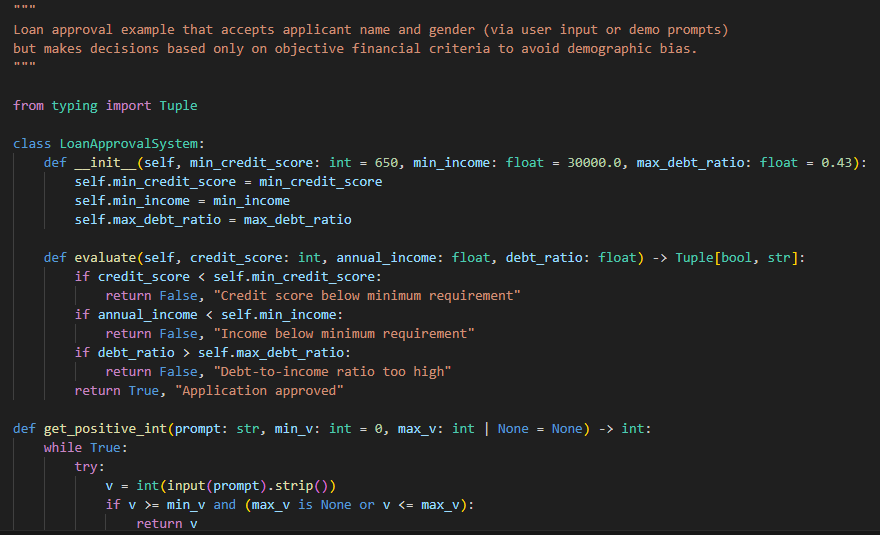 """
Loan approval example that accepts applicant name and gender (via user input or demo prompts)
but makes decisions based only on objective financial criteria to avoid demographic bias.
"""

from typing import Tuple

class LoanApprovalSystem:
    def __init__(self, min_credit_score: int = 650, min_income: float = 30000.0, max_debt_ratio: float = 0.43):
        self.min_credit_score = min_credit_score
        self.min_income = min_income
        self.max_debt_ratio = max_debt_ratio

    def evaluate(self, credit_score: int, annual_income: float, debt_ratio: float) -> Tuple[bool, str]:
        if credit_score < self.min_credit_score:
            return False, "Credit score below minimum requirement"
        if annual_income < self.min_income:
            return False, "Income below minimum requirement"
        if debt_ratio > self.max_debt_ratio:
            return False, "Debt-to-income ratio too high"
        return True, "Application approved"

def get_positive_int(prompt: str, min_v: int = 0, max_v: int | None = None) -> int:
    while True:
        try:
            v = int(input(prompt).strip())
            if v >= min_v and (max_v is None or v <= max_v):
                return v